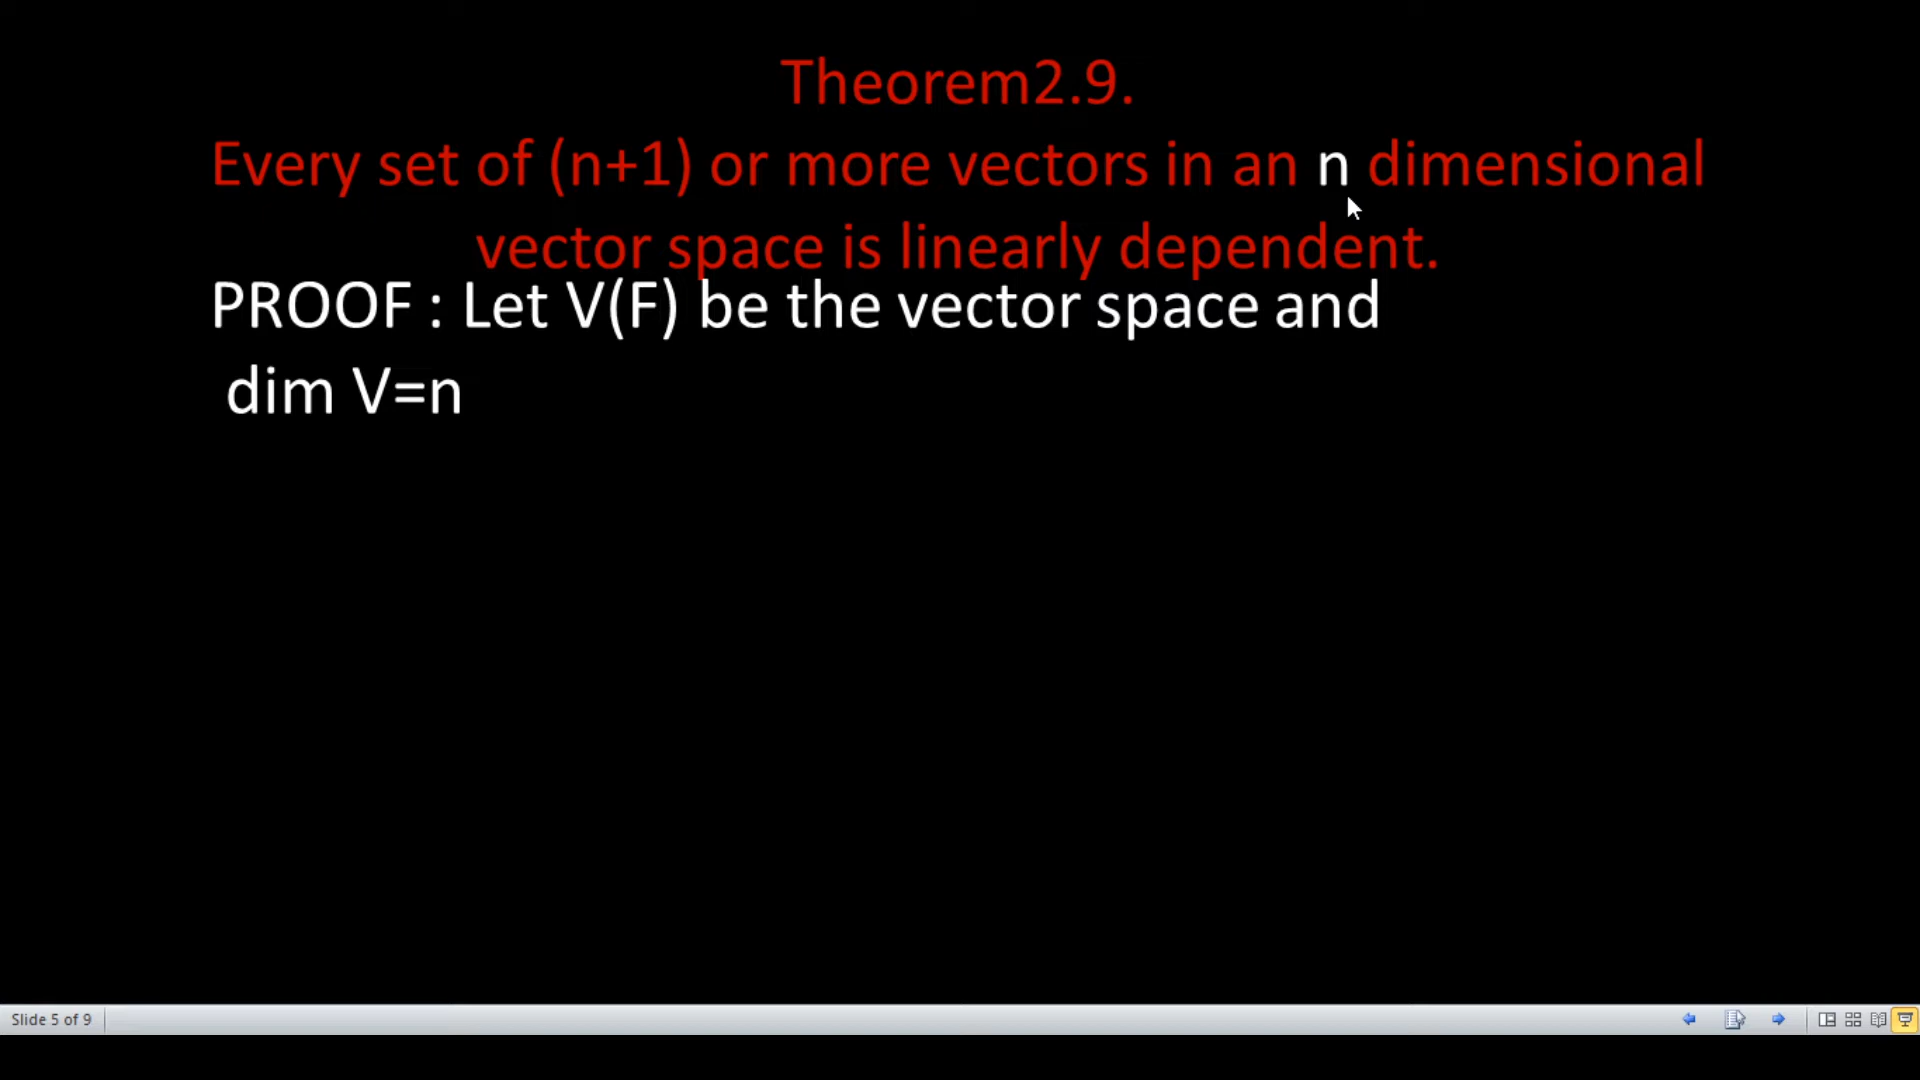 Theorem2.9.
Every set of (n+1) or more vectors in an n dimensional
vector space is linearly dependent.
PROOF : Let V(F) be the vector space and
dim V=n
Slide 5 of 9